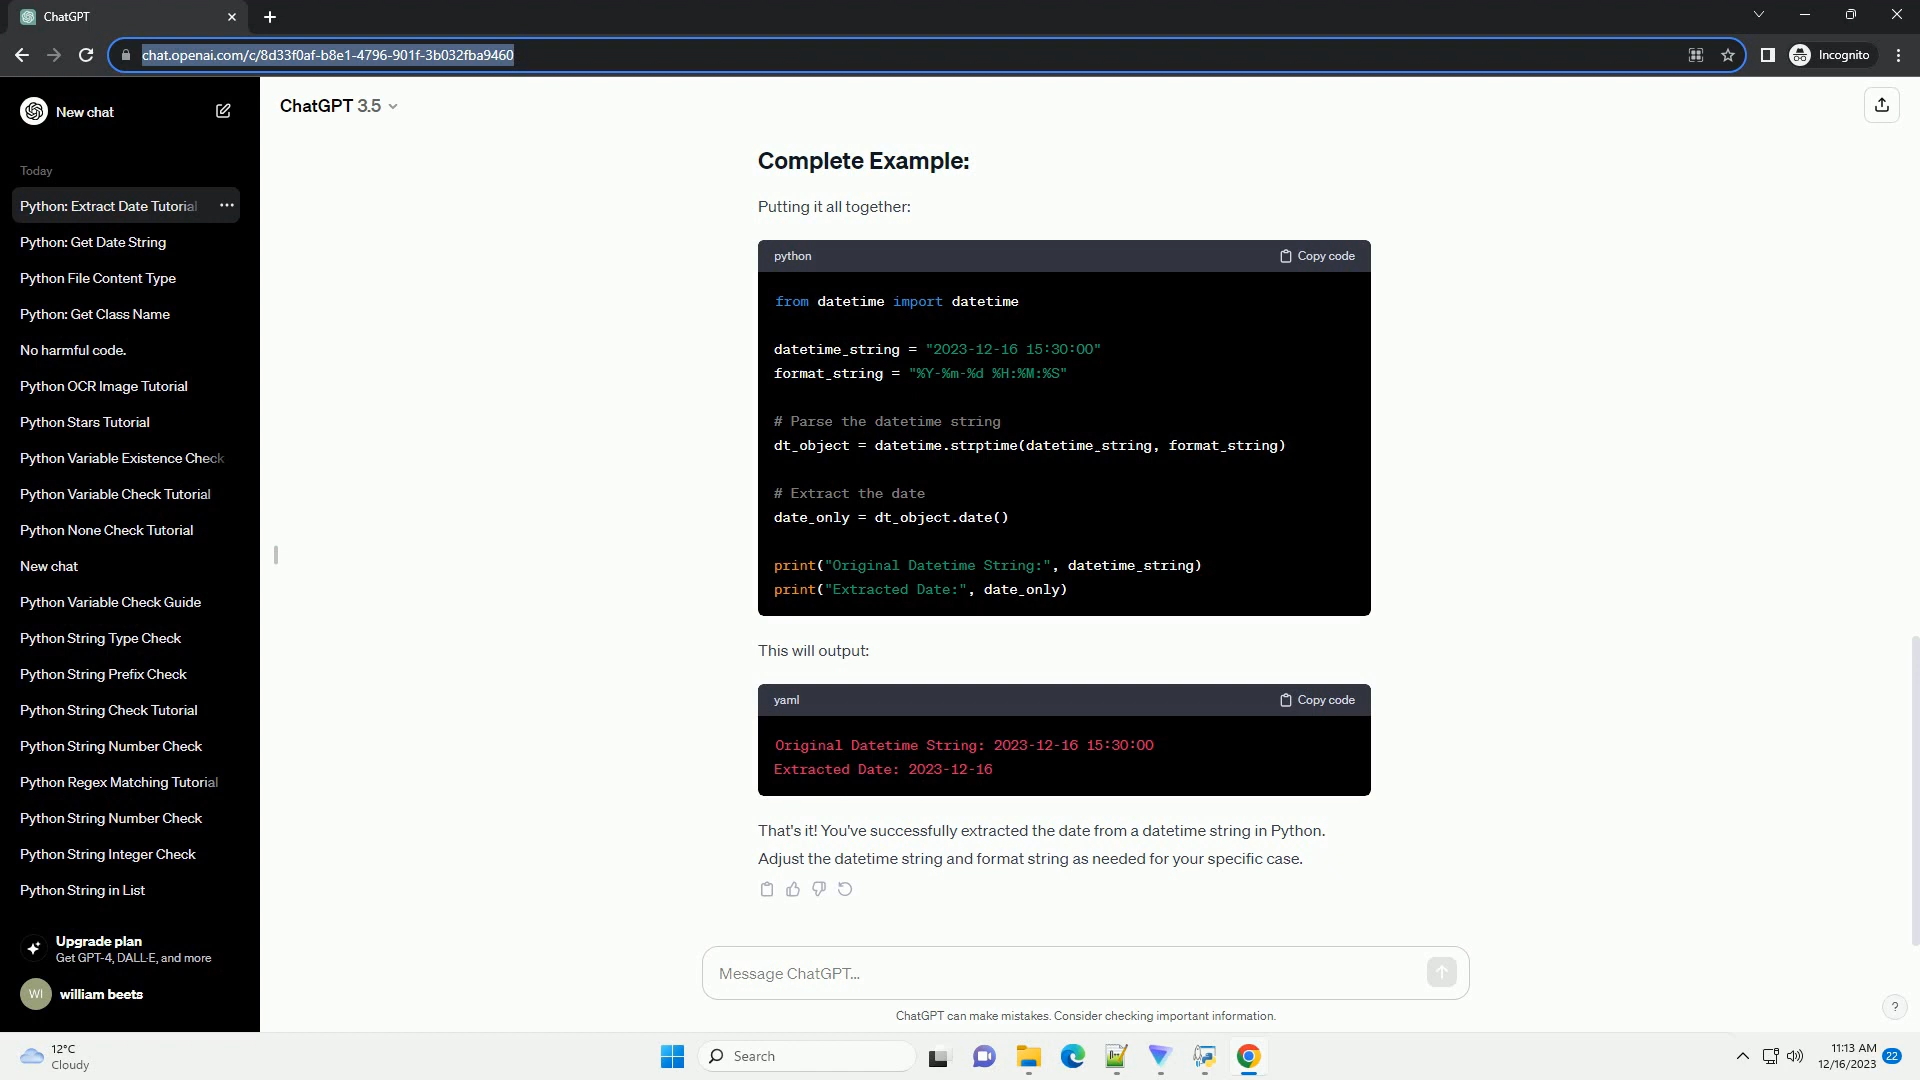 ChatGPT
chat.openai.com/c/8d33f0af-b8e1-4796-901f-3b032fba9460
Incognito
New chat
ChatGPT 3.5
Today
Python: Extract Date Tutorial
Python: Get Date String
Python File Content Type
Python: Get Class Name
No harmful code.
Python OCR Image Tutorial
Python Stars Tutorial
Python Variable Existence Check
Python Variable Check Tutorial
Python None Check Tutorial
New chat
Python Variable Check Guide
Python String Type Check
Python String Prefix Check
Python String Check Tutorial
Python String Number Check
Python Regex Matching Tutorial
Python String Number Check
Python String Integer Check
Python String in List
Upgrade plan
Get GPT-4, DALL·E, and more
WI
william beets
Complete Example:
Putting it all together:
python
Copy code
from datetime import datetime
datetime_string = "2023-12-16 15:30:00"
format_string = "%Y-%m-%d %H:%M:%S"
# Parse the datetime string
dt_object = datetime.strptime(datetime_string, format_string)
# Extract the date
date_only = dt_object.date()
print("Original Datetime String:", datetime_string)
print("Extracted Date:", date_only)
This will output:
yaml
Copy code
Original Datetime String: 2023-12-16 15:30:00
Extracted Date: 2023-12-16
That's it! You've successfully extracted the date from a datetime string in Python.
Adjust the datetime string and format string as needed for your specific case.
Message ChatGPT...
ChatGPT can make mistakes. Consider checking important information.
?
12°C
Cloudy
Search
11:13 AM
12/16/2023
22